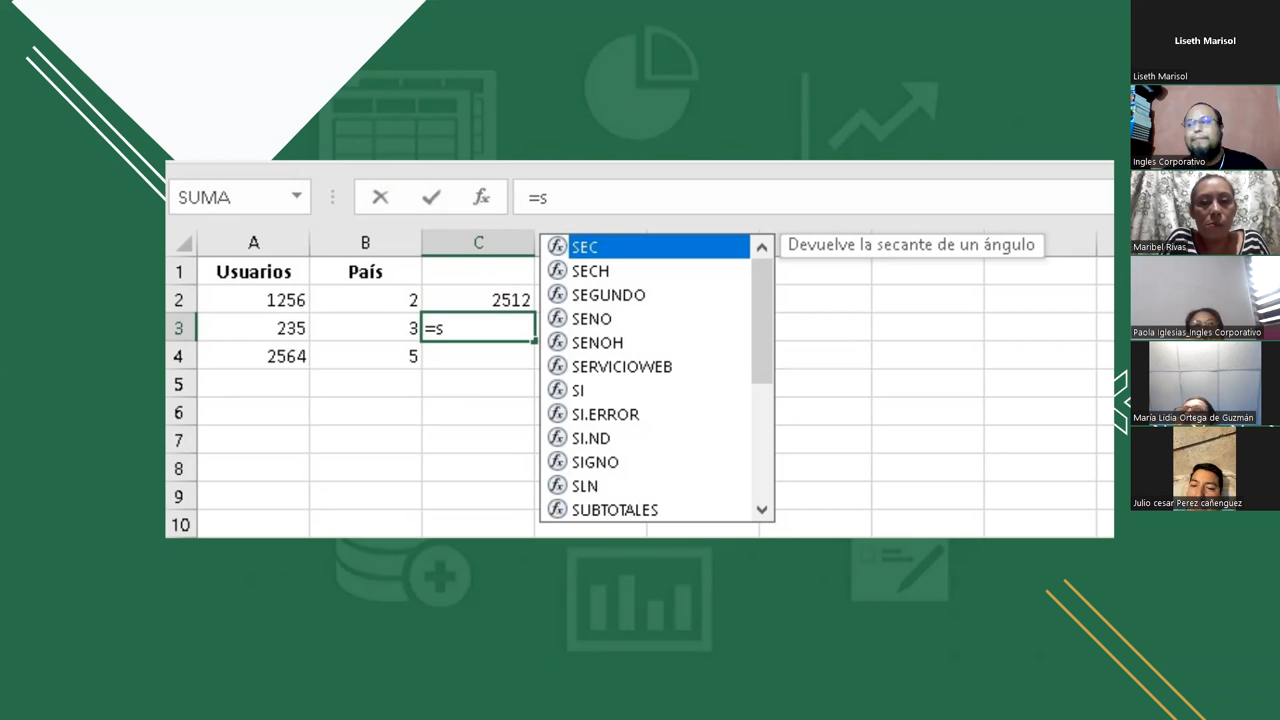 SUMA
=s
A B C
1 Usuarios País
2 1256 2 2512
3 235 3 =s
4 2564 5
5
6
7
8
9
10
SEC
SECH
SEGUNDO
SENO
SENOH
SERVICIOWEB
SI
SI.ERROR
SI.ND
SIGNO
SLN
SUBTOTALES
Devuelve la secante de un ángulo
Liseth Marisol
Liseth Marisol
Ingles Corporativo
Maribel Rivas
Paola Iglesias_Ingles Corporativo
María Lidia Ortega de Guzmán
Julio cesar Perez cañenguez